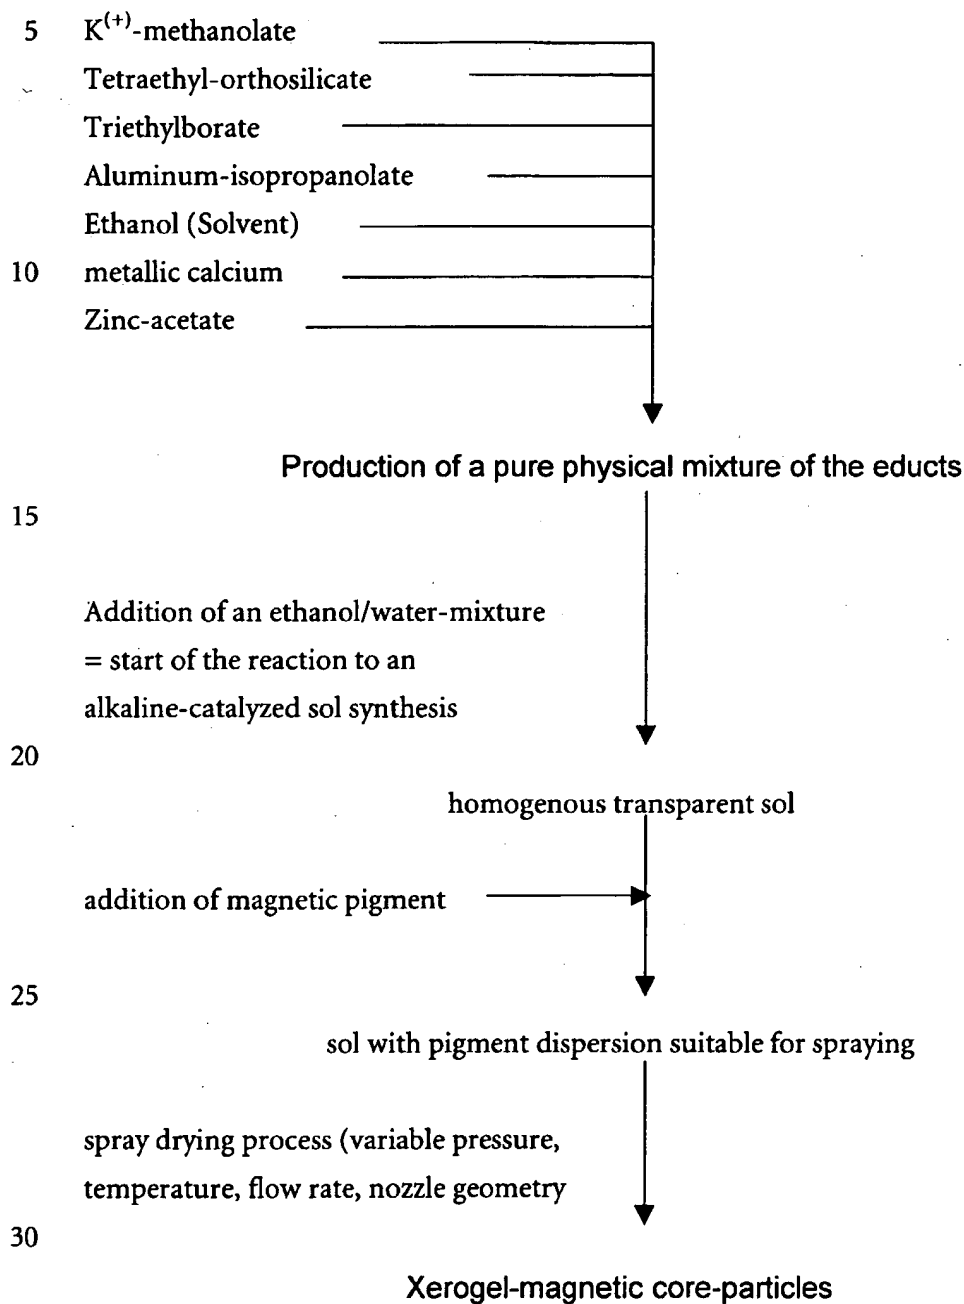 5 K(+)-methanolate
Tetraethyl-orthosilicate
Triethylborate
Aluminum-isopropanolate
Ethanol (Solvent)
10 metallic calcium
Zinc-acetate
Production of a pure physical mixture of the educts
15
Addition of an ethanol/water-mixture
= start of the reaction to an
alkaline-catalyzed sol synthesis
20
homogenous transparent sol
addition of magnetic pigment
25
sol with pigment dispersion suitable for spraying
spray drying process (variable pressure,
temperature, flow rate, nozzle geometry
30
Xerogel-magnetic core-particles